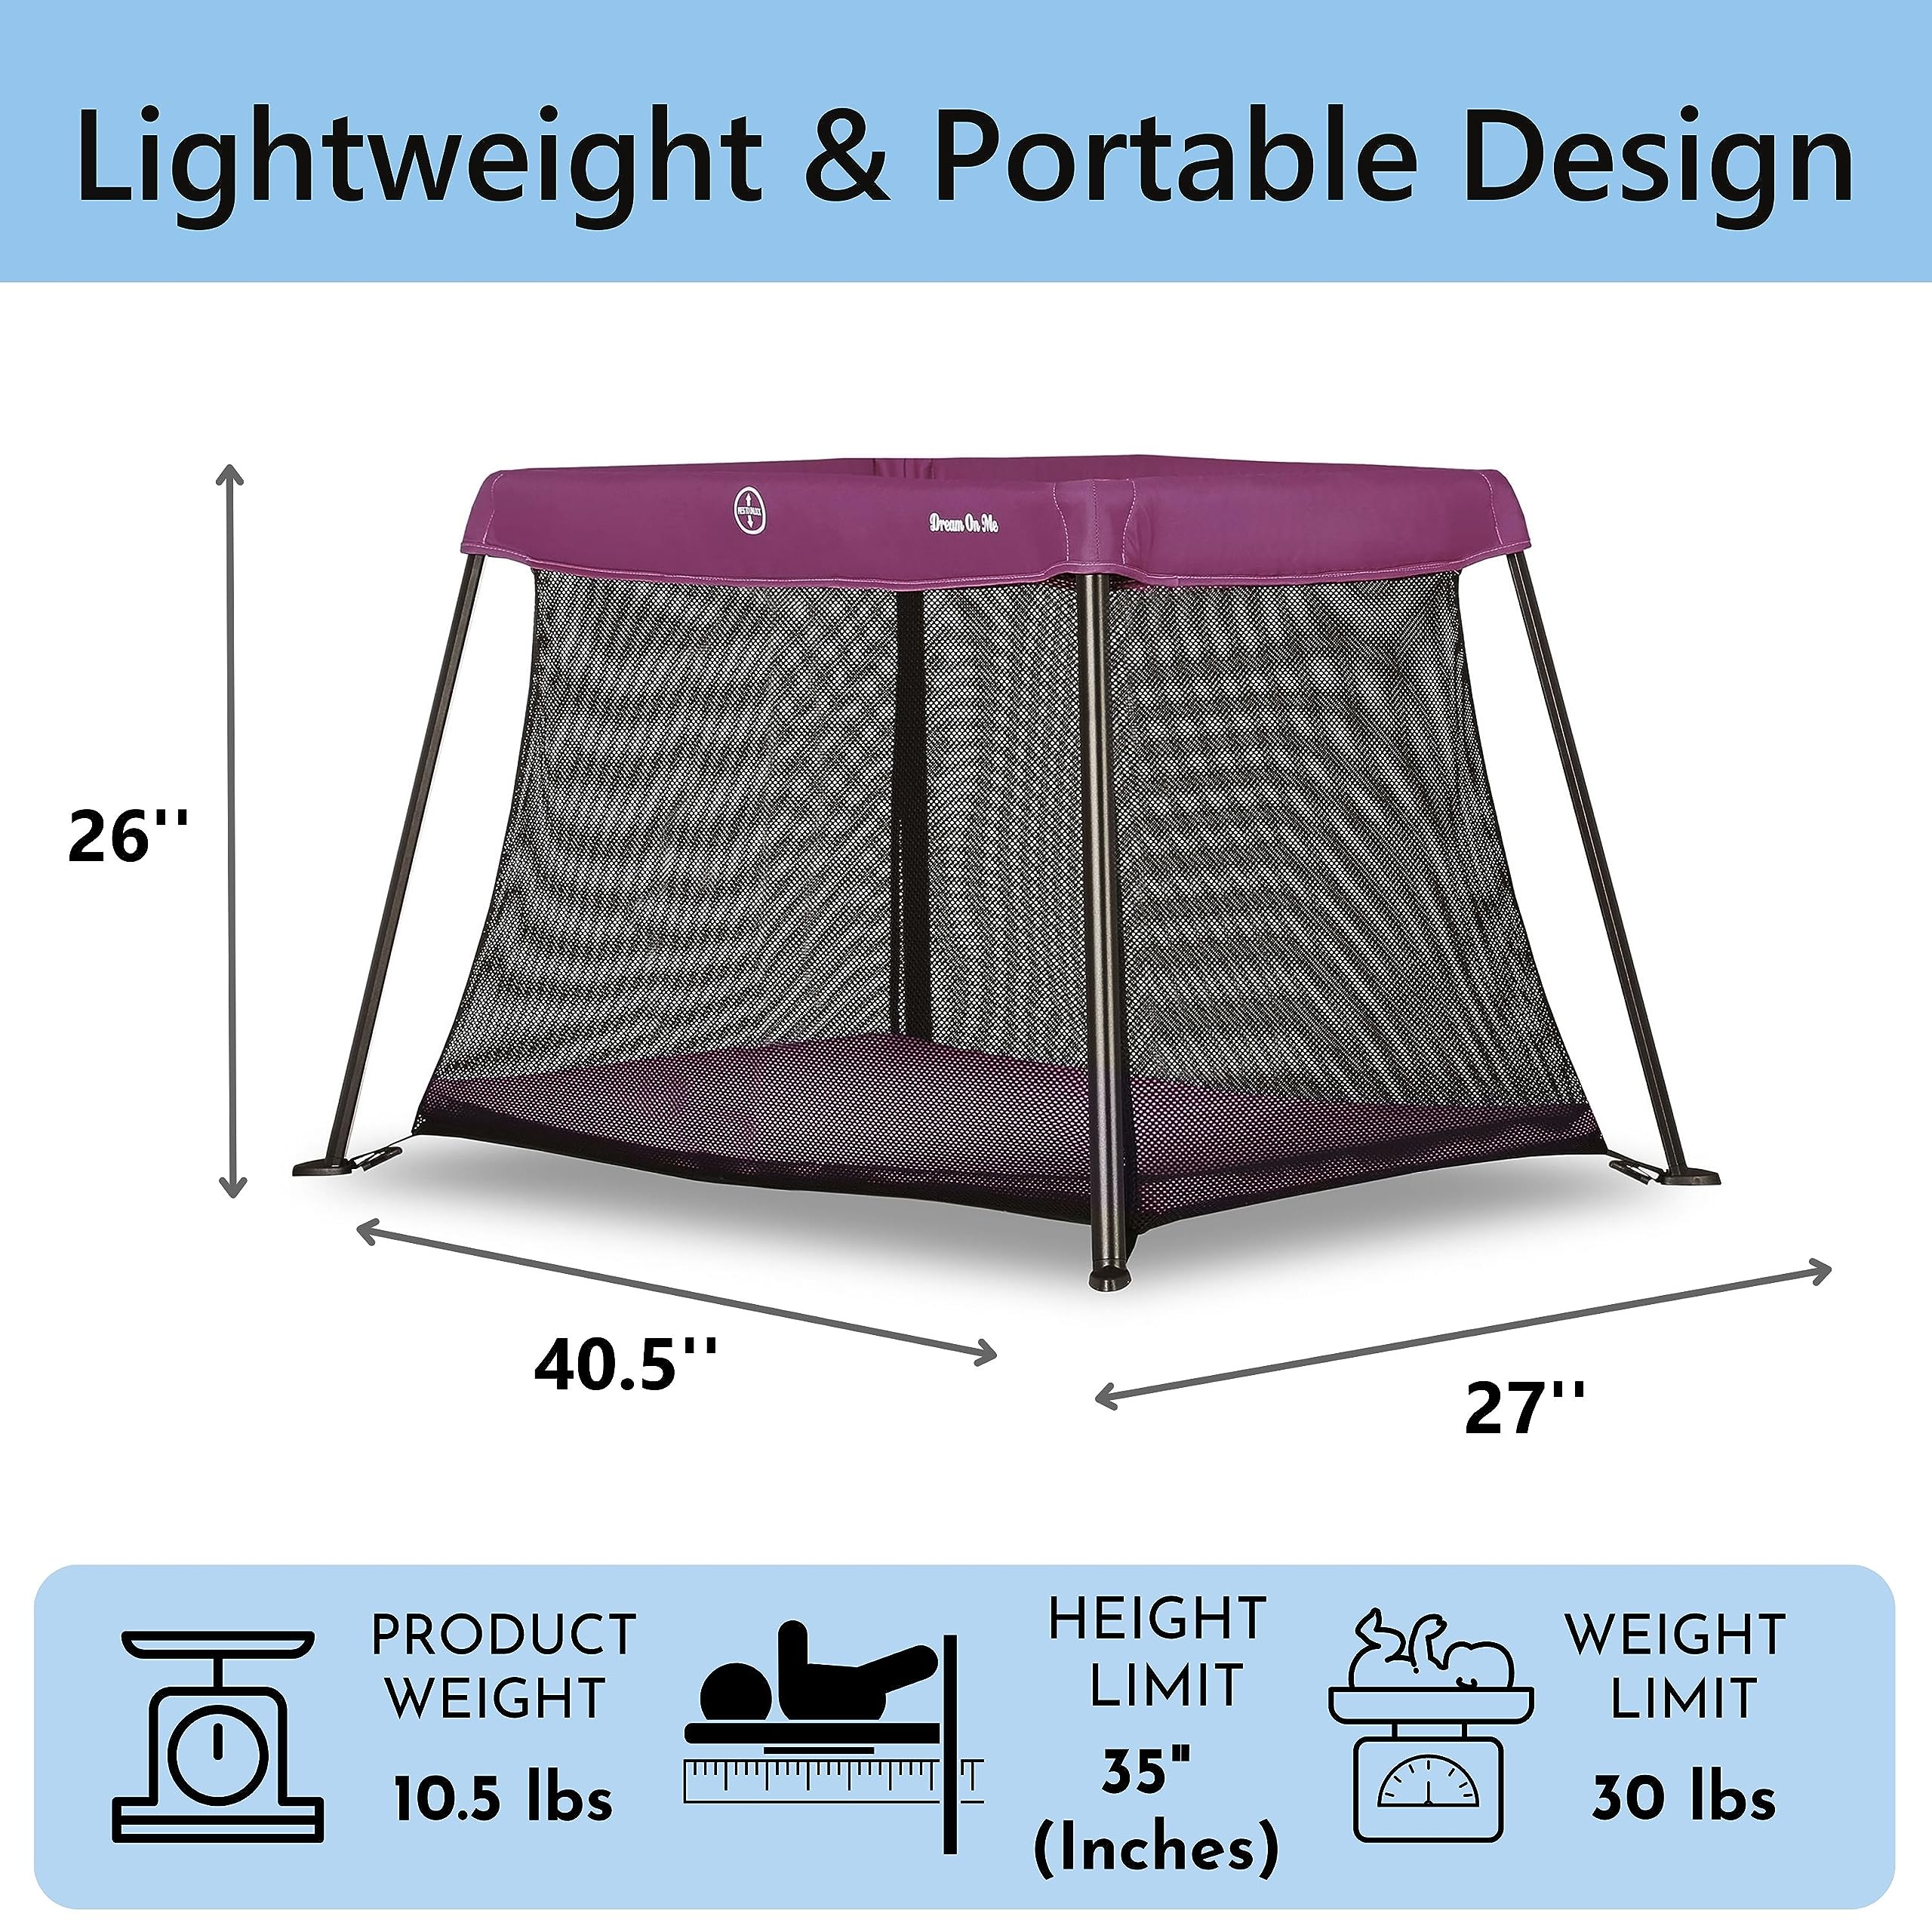 Lightweight & Portable Design
Dream On Me
26''
40.5''
27''
PRODUCT
WEIGHT
10.5 lbs
HEIGHT
LIMIT
35"
(Inches)
WEIGHT
LIMIT
30 lbs